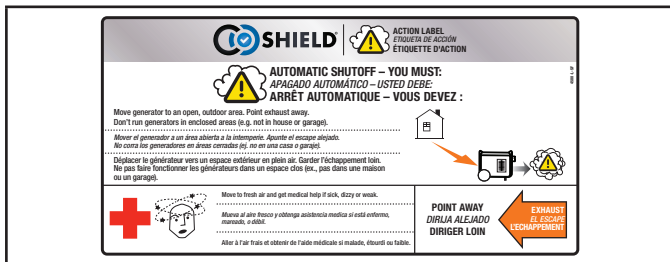 CO SHIELD®
ACTION LABEL
ETIQUETA DE ACCIÓN
ÉTIQUETTE D'ACTION
AUTOMATIC SHUTOFF – YOU MUST:
APAGADO AUTOMÁTICO – USTED DEBE:
ARRÊT AUTOMATIQUE – VOUS DEVEZ :
Move generator to an open, outdoor area. Point exhaust away.
Don't run generators in enclosed areas (e.g. not in house or garage).
Mover el generador a un área abierta a la intemperie. Apunte el escape alejado.
No corra los generadores en áreas cerradas (ej. no en una casa o garaje).
Déplacer le générateur vers un espace extérieur en plein air. Garder l'échappement loin.
Ne pas faire fonctionner les générateurs dans un espace clos (ex., pas dans une maison
ou un garage).
Move to fresh air and get medical help if sick, dizzy or weak.
Mueva al aire fresco y obtenga asistencia medica si está enfermo,
mareado, o débil.
Aller à l'air frais et obtenir de l'aide médicale si malade, étourdi ou faible.
POINT AWAY
DIRIJA ALEJADO
DIRIGER LOIN
EXHAUST
EL ESCAPE
L'ECHAPPEMENT